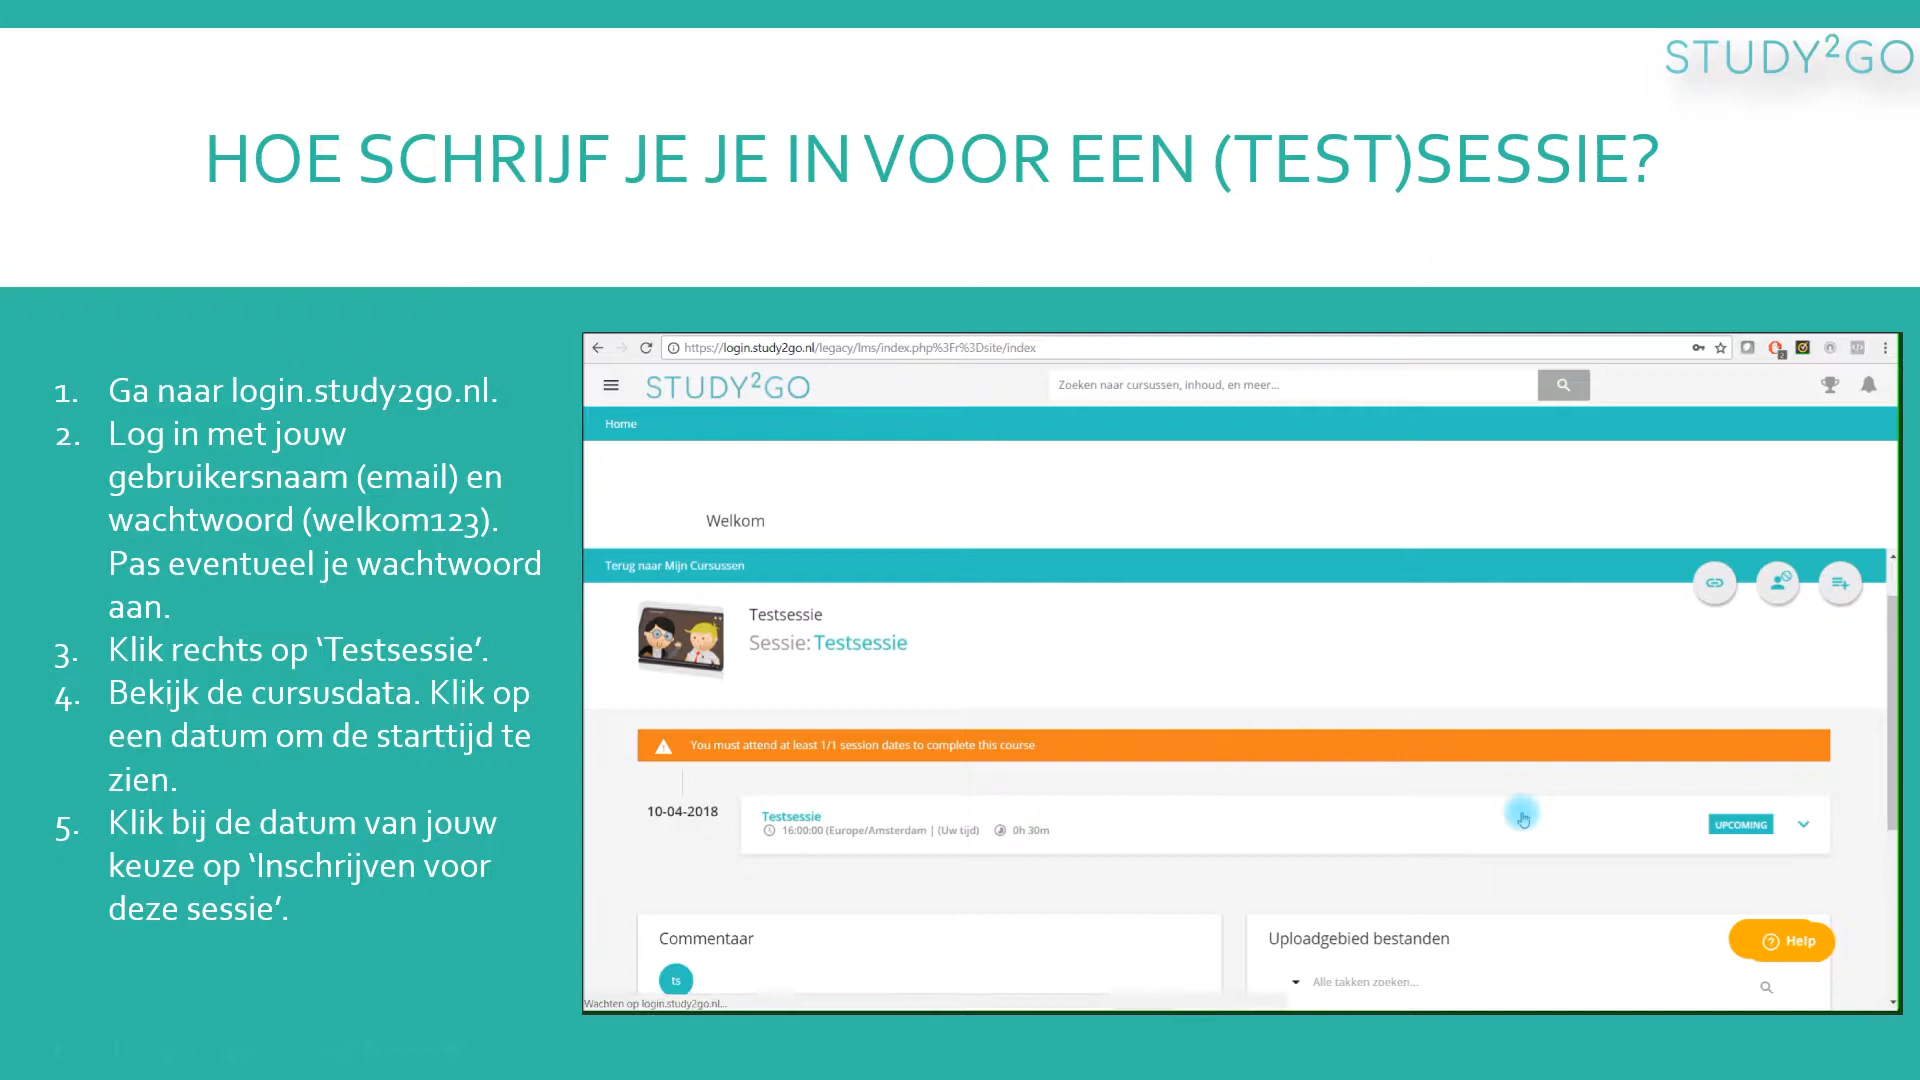 STUDY²GO
HOE SCHRIJF JE JE IN VOOR EEN (TEST)SESSIE?
1. Ga naar login.study2go.nl.
2. Log in met jouw
gebruikersnaam (email) en
wachtwoord (welkom123).
Pas eventueel je wachtwoord
aan.
3. Klik rechts op ‘Testsessie’.
4. Bekijk de cursusdata. Klik op
een datum om de starttijd te
zien.
5. Klik bij de datum van jouw
keuze op ‘Inschrijven voor
deze sessie’.
https://login.study2go.nl/legacy/lms/index.php%3Fr%3Dsite/index
STUDY²GO
Zoeken naar cursussen, inhoud, en meer...
Home
Welkom
Terug naar Mijn Cursussen
Testsessie
Sessie: Testsessie
You must attend at least 1/1 session dates to complete this course
10-04-2018
Testsessie
16:00:00 (Europe/Amsterdam | (Uw tijd) 0h 30m
UPCOMING
Commentaar
ts
Uploadgebied bestanden
Alle takken zoeken...
Help
Wachten op login.study2go.nl...